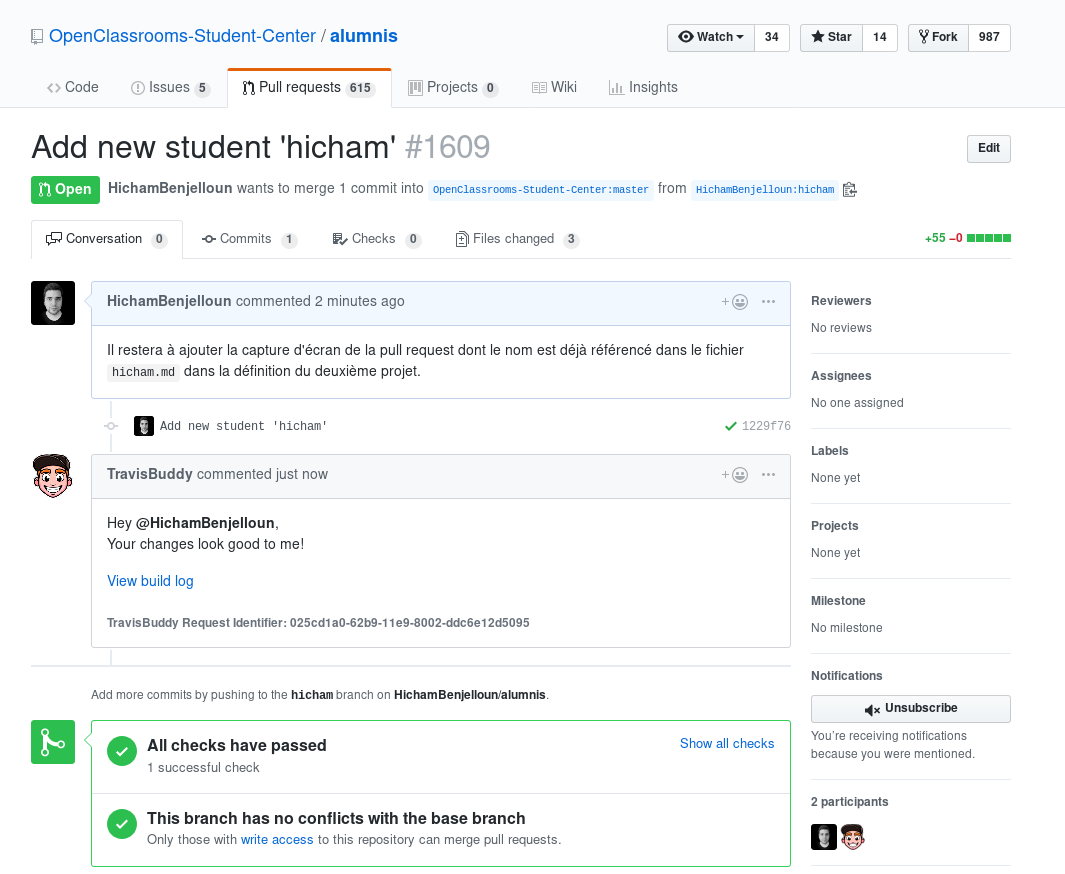 OpenClassrooms-Student-Center / alumnis
Watch 34 Star 14 Fork 987
Code Issues 5 Pull requests 615 Projects 0 Wiki Insights
Add new student 'hicham' #1609
Edit
Open HichamBenjelloun wants to merge 1 commit into OpenClassrooms-Student-Center:master from HichamBenjelloun:hicham
Conversation 0 Commits 1 Checks 0 Files changed 3
+55 −0
HichamBenjelloun commented 2 minutes ago
Il restera à ajouter la capture d'écran de la pull request dont le nom est déjà référencé dans le fichier
hicham.md dans la définition du deuxième projet.
Add new student 'hicham' 1229f76
TravisBuddy commented just now
Hey @HichamBenjelloun,
Your changes look good to me!
View build log
TravisBuddy Request Identifier: 025cd1a0-62b9-11e9-8002-ddc6e12d5095
Add more commits by pushing to the hicham branch on HichamBenjelloun/alumnis.
All checks have passed
Show all checks
1 successful check
This branch has no conflicts with the base branch
Only those with write access to this repository can merge pull requests.
Reviewers
No reviews
Assignees
No one assigned
Labels
None yet
Projects
None yet
Milestone
No milestone
Notifications
Unsubscribe
You're receiving notifications
because you were mentioned.
2 participants